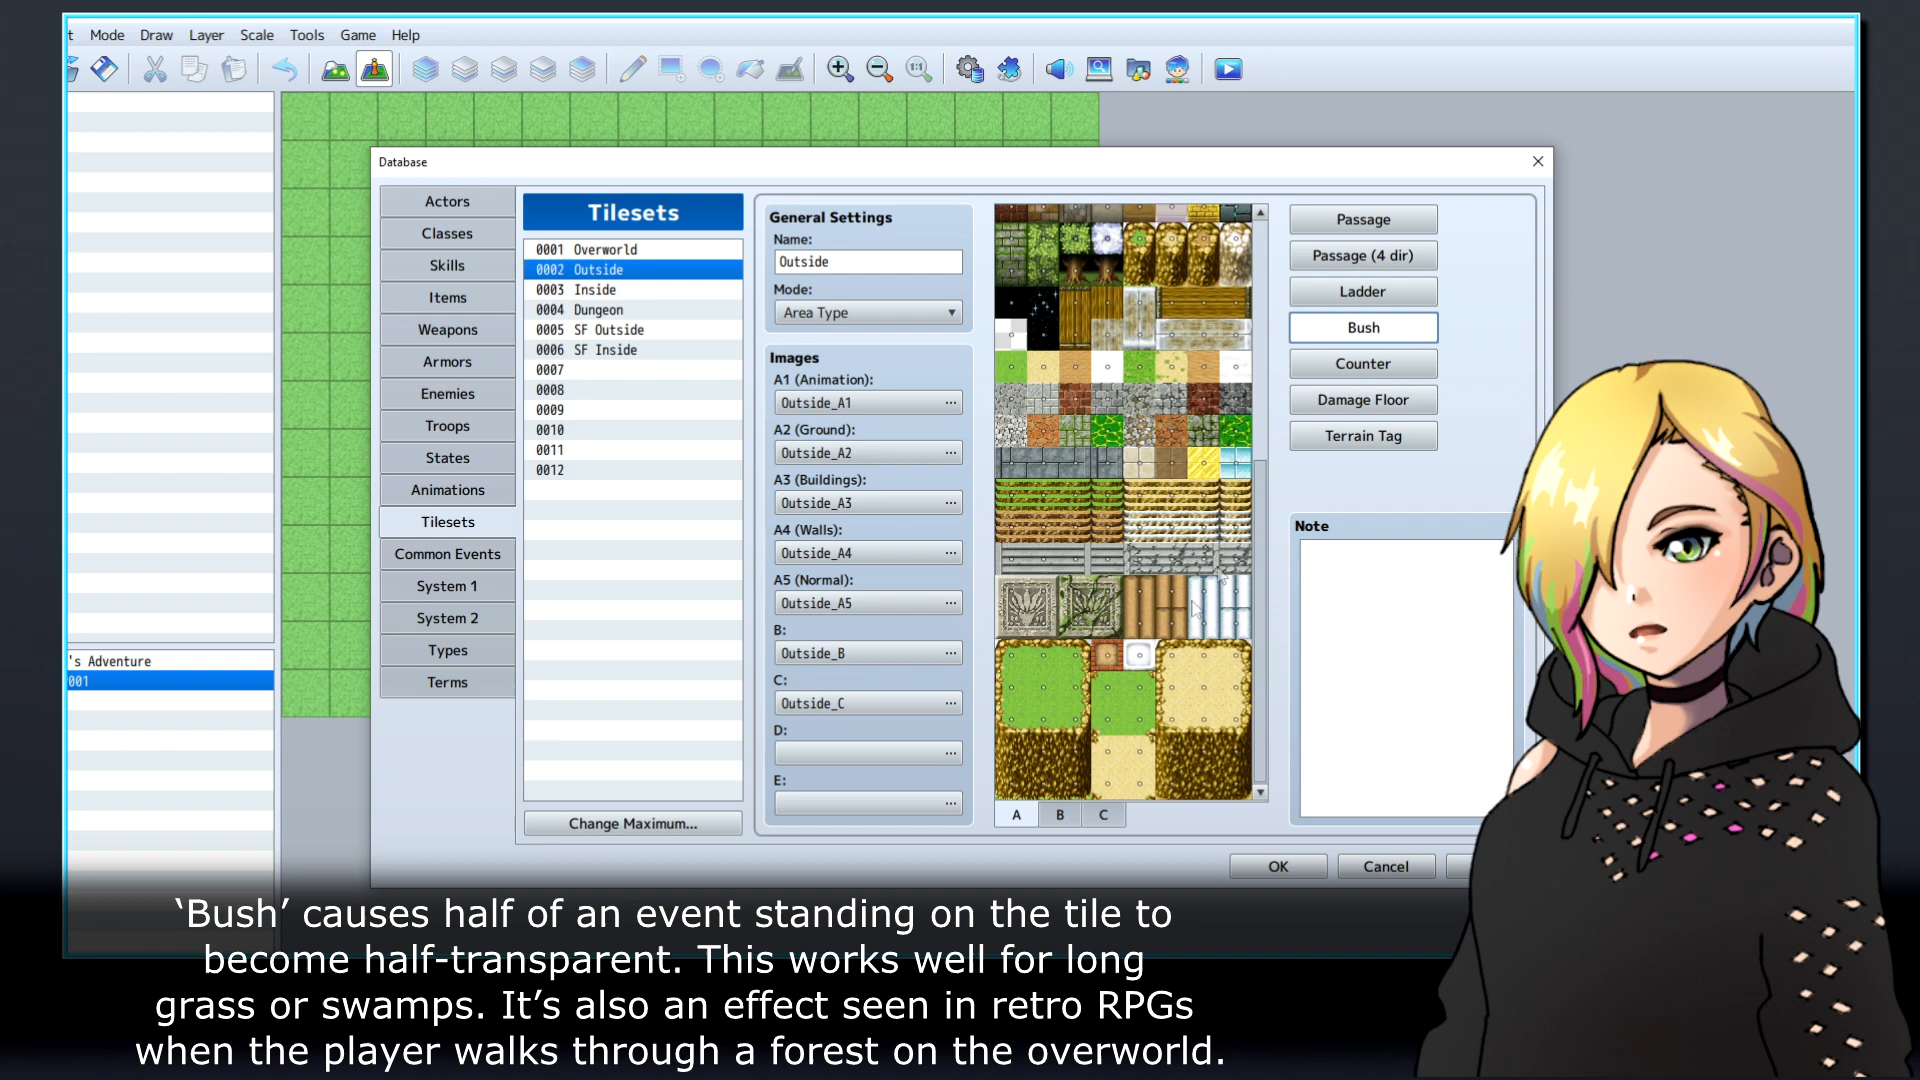 t Mode Draw Layer Scale Tools Game Help
1:1
Database
Actors
Classes
Skills
Items
Weapons
Armors
Enemies
Troops
States
Animations
Tilesets
Common Events
System 1
System 2
Types
Terms
's Adventure
001
Tilesets
0001 Overworld
0002 Outside
0003 Inside
0004 Dungeon
0005 SF Outside
0006 SF Inside
0007
0008
0009
0010
0011
0012
Change Maximum...
General Settings
Name:
Outside
Mode:
Area Type
Images
A1 (Animation):
Outside_A1 ...
A2 (Ground):
Outside_A2 ...
A3 (Buildings):
Outside_A3 ...
A4 (Walls):
Outside_A4 ...
A5 (Normal):
Outside_A5 ...
B:
Outside_B ...
C:
Outside_C ...
D:
...
E:
...
A B C
Passage
Passage (4 dir)
Ladder
Bush
Counter
Damage Floor
Terrain Tag
Note
OK Cancel
‘Bush’ causes half of an event standing on the tile to
become half-transparent. This works well for long
grass or swamps. It’s also an effect seen in retro RPGs
when the player walks through a forest on the overworld.